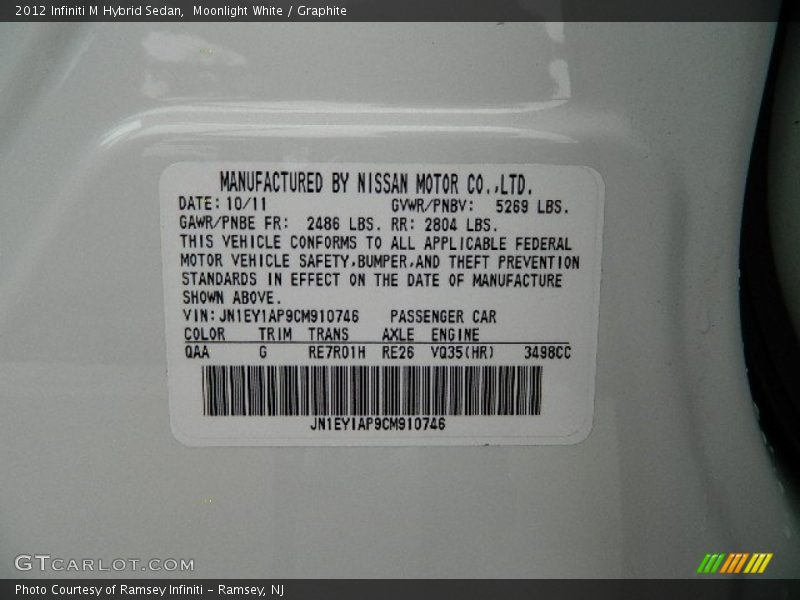 2012 Infiniti M Hybrid Sedan,  Moonlight White / Graphite
MANUFACTURED BY NISSAN MOTOR CO.,LTD.
DATE: 10/11 GVWR/PNBV: 5269 LBS.
GAWR/PNBE FR: 2486 LBS. RR: 2804 LBS.
THIS VEHICLE CONFORMS TO ALL APPLICABLE FEDERAL
MOTOR VEHICLE SAFETY,BUMPER,AND THEFT PREVENTION
STANDARDS IN EFFECT ON THE DATE OF MANUFACTURE
SHOWN ABOVE.
VIN: JN1EY1AP9CM910746 PASSENGER CAR
COLOR TRIM TRANS AXLE ENGINE
QAA G RE7R01H RE26 VQ35(HR) 3498CC
JN1EY1AP9CM910746
GTCARLOT.COM
Photo Courtesy of Ramsey Infiniti - Ramsey, NJ